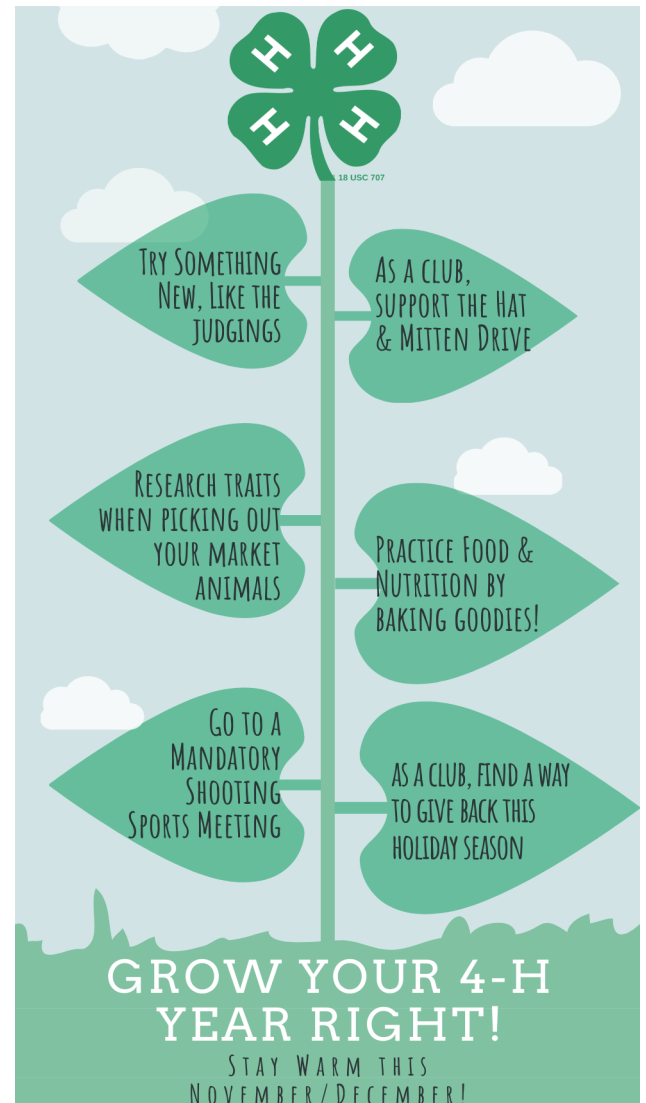 H H
H H
18 USC 707
Try Something
New, Like the
judgings
As a club,
support the Hat
& Mitten Drive
Research traits
when picking out
your market
animals
Practice Food &
Nutrition by
baking goodies!
Go to a
Mandatory
Shooting
Sports Meeting
As a club, find a way
to give back this
holiday season
GROW YOUR 4-H
YEAR RIGHT!
Stay Warm this
November/December!